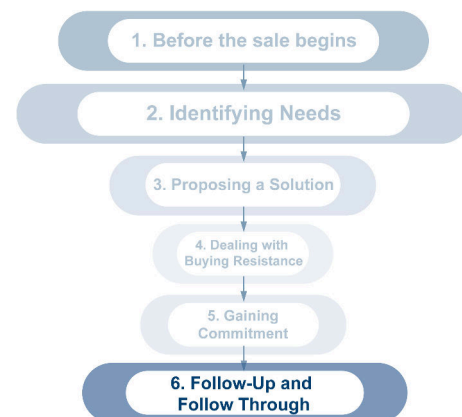 1. Before the sale begins
2. Identifying Needs
3. Proposing a Solution
4. Dealing with
Buying Resistance
5. Gaining
Commitment
6. Follow-Up and
Follow Through